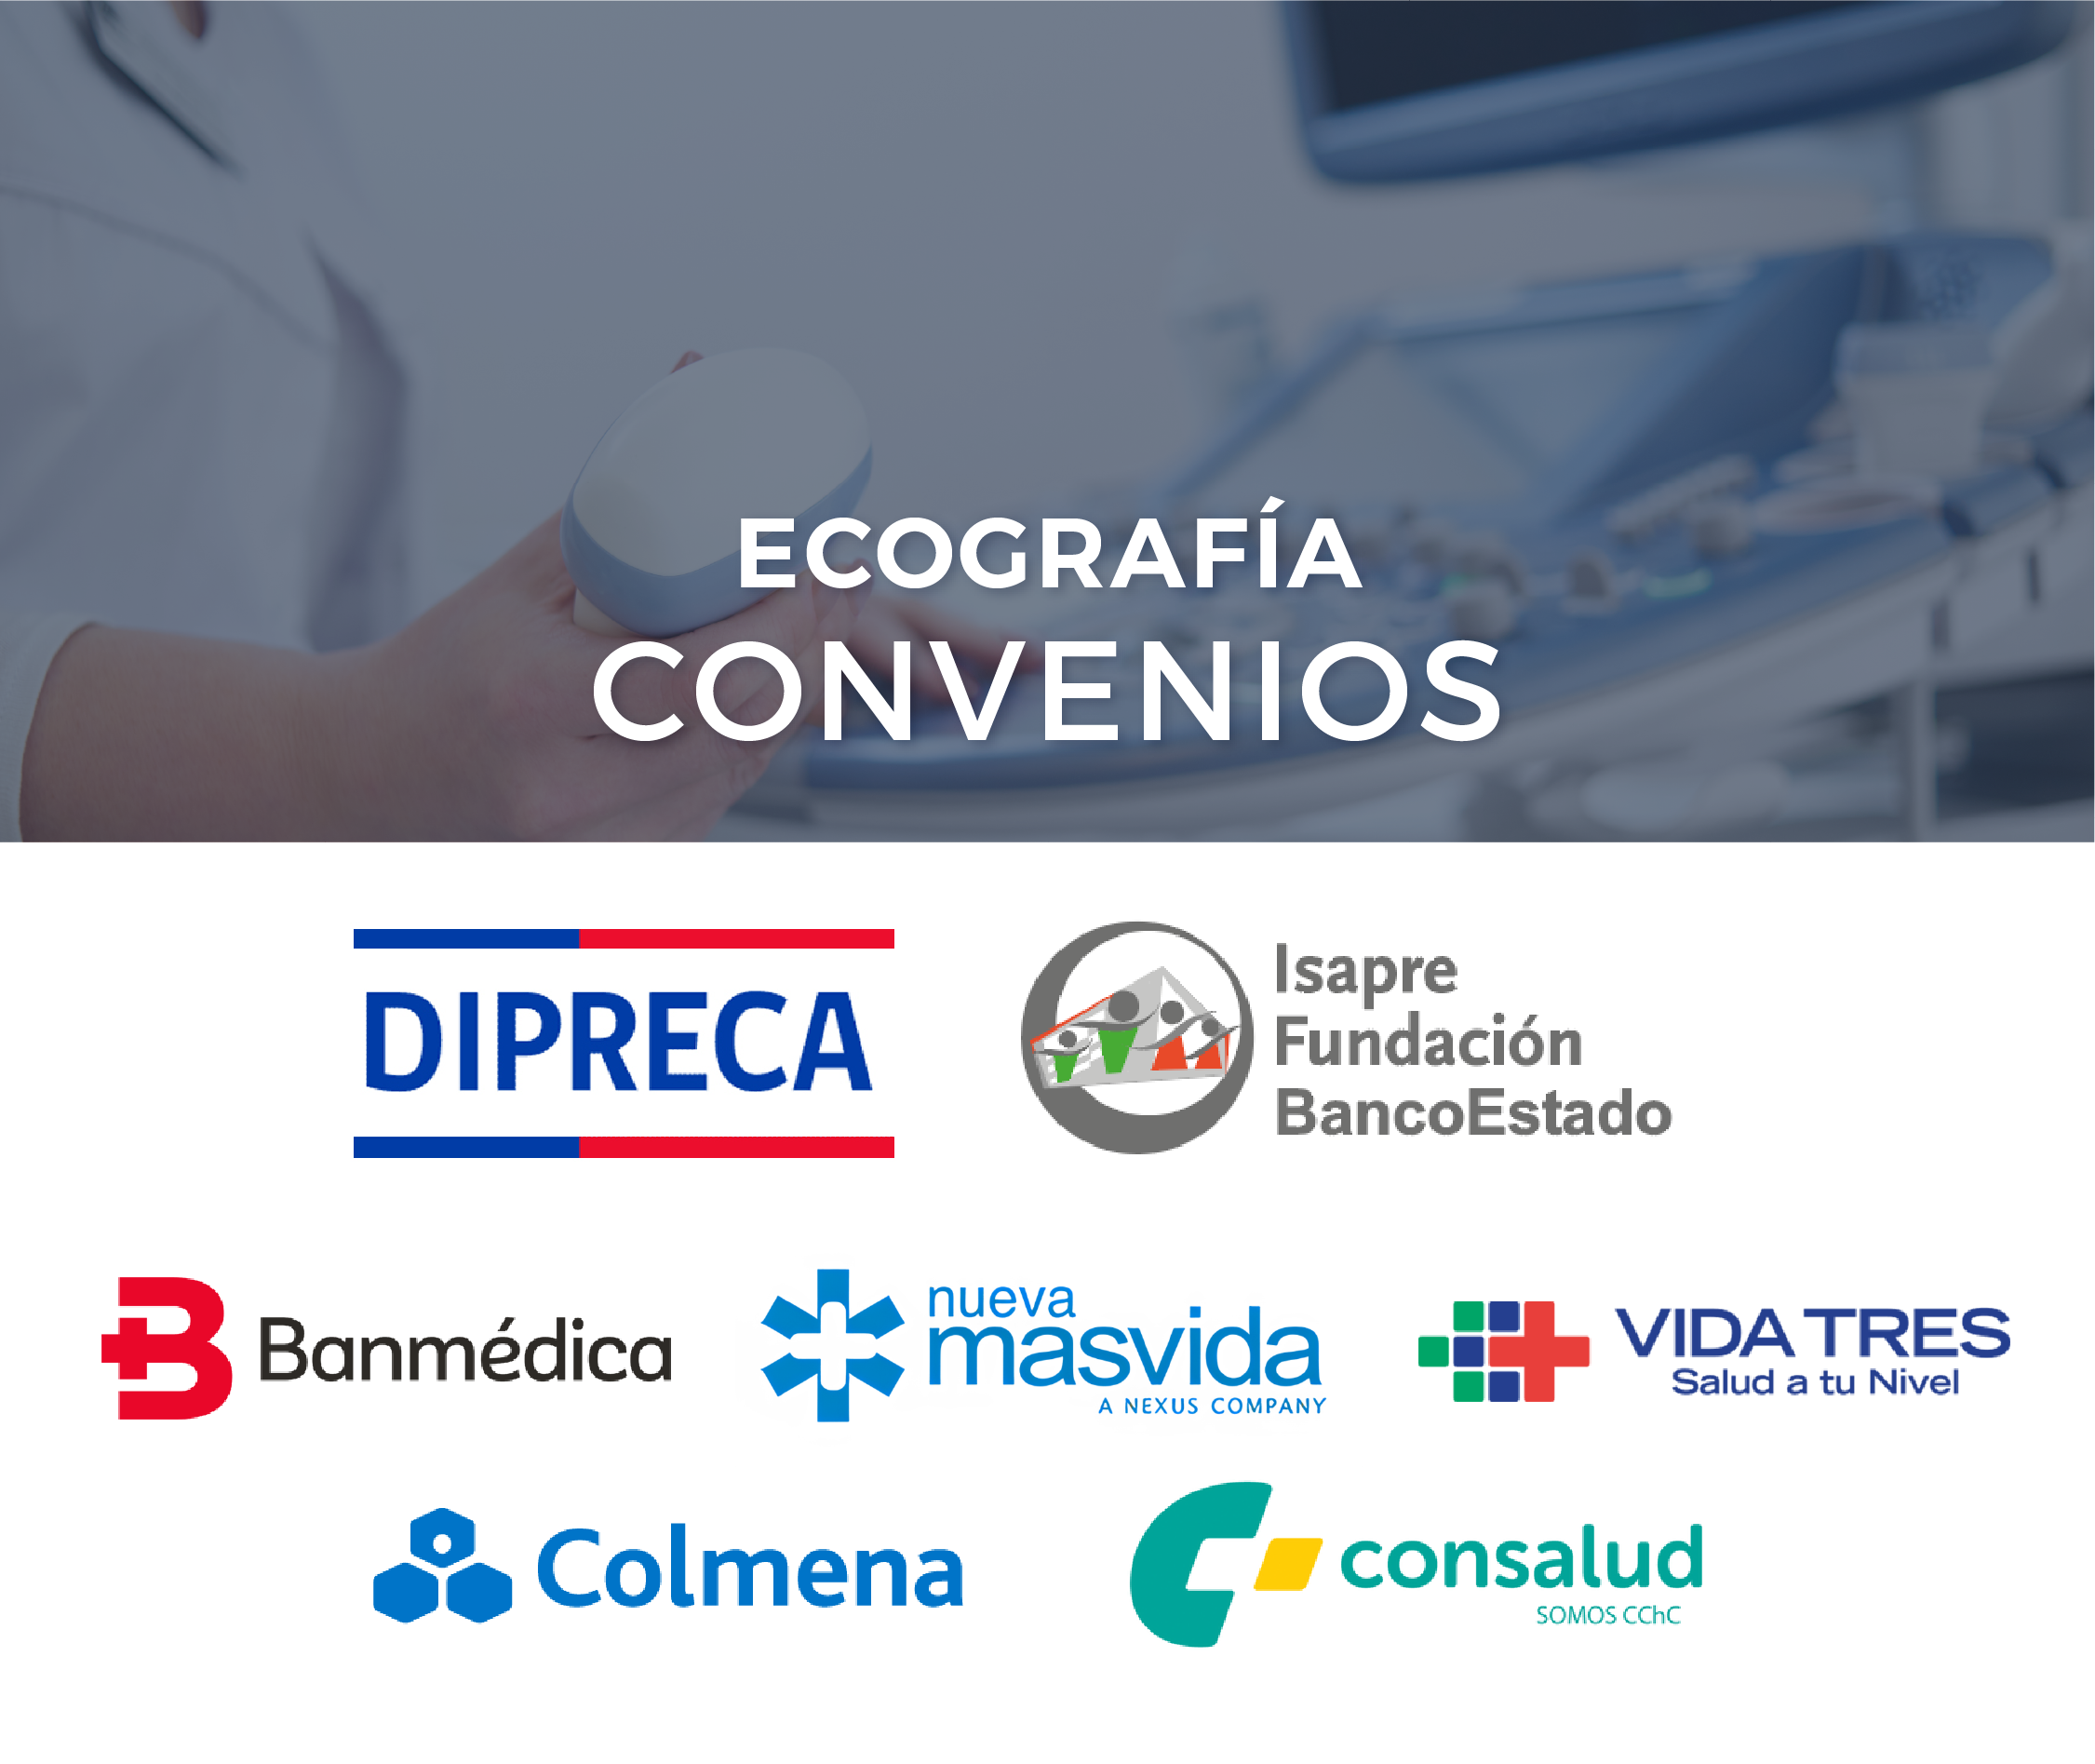 ECOGRAFÍA
CONVENIOS
DIPRECA
Isapre
Fundación
BancoEstado
Banmédica
nueva
masvida
A NEXUS COMPANY
VIDA TRES
Salud a tu Nivel
Colmena
consalud
SOMOS CChC